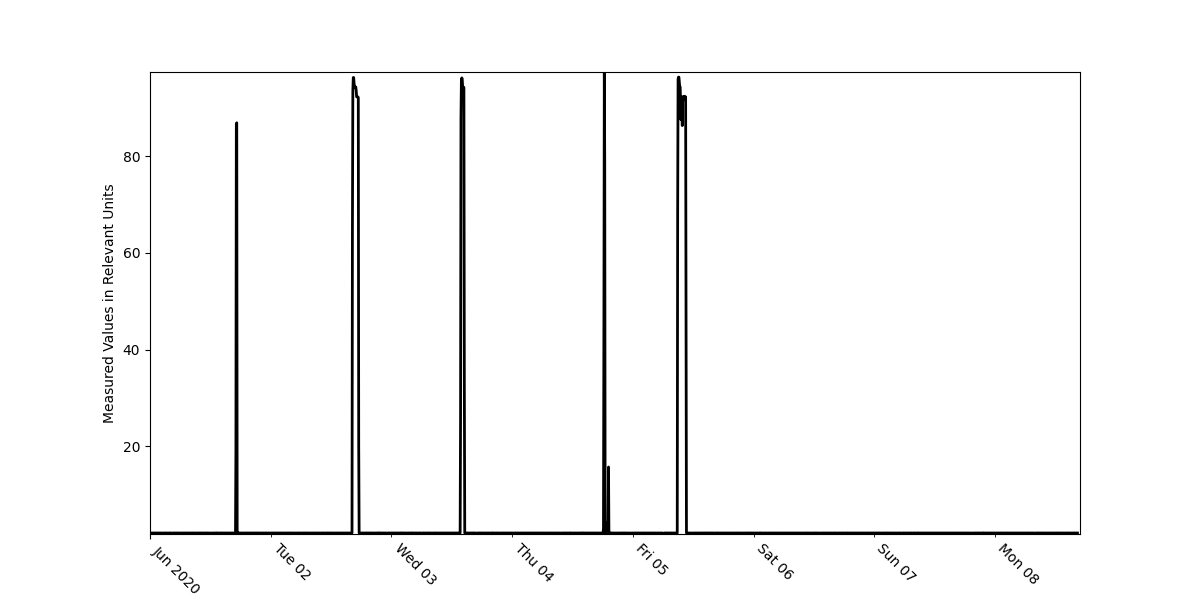 80
60
40
20
Measured Values in Relevant Units
Jun 2020
Tue 02
Wed 03
Thu 04
Fri 05
Sat 06
Sun 07
Mon 08